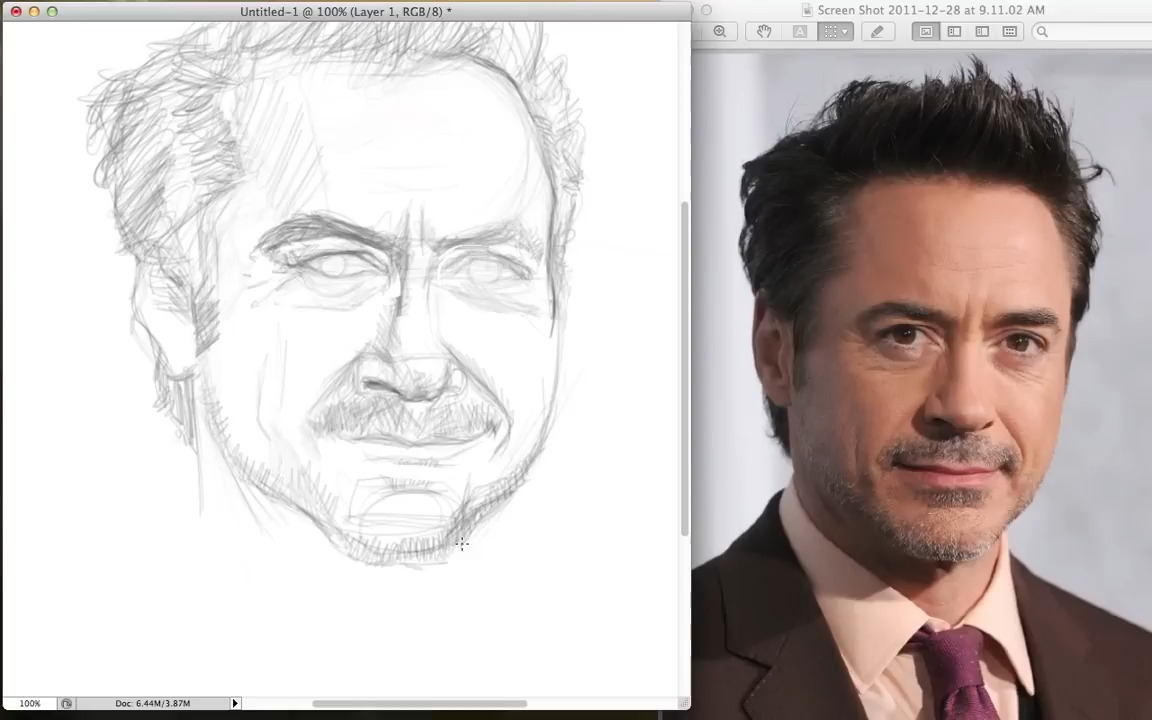 Untitled-1 @ 100% (Layer 1, RGB/8) *
Screen Shot 2011-12-28 at 9.11.02 AM
100%
Doc: 6.44M/3.87M